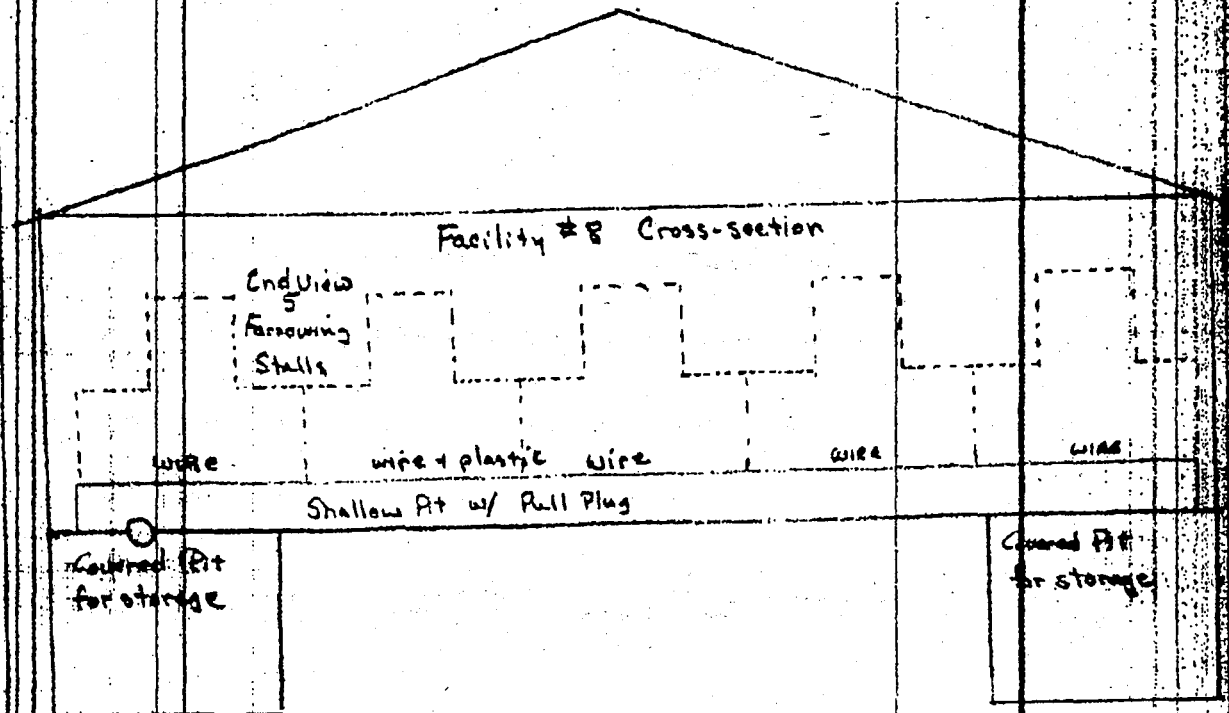 Facility #8 Cross-section
End View
5
Farrowing
Stalls
wire
wire + plastic
wire
wire
wire
Shallow Pit w/ Pull Plug
Covered Pit
for storage
Covered Pit
for storage